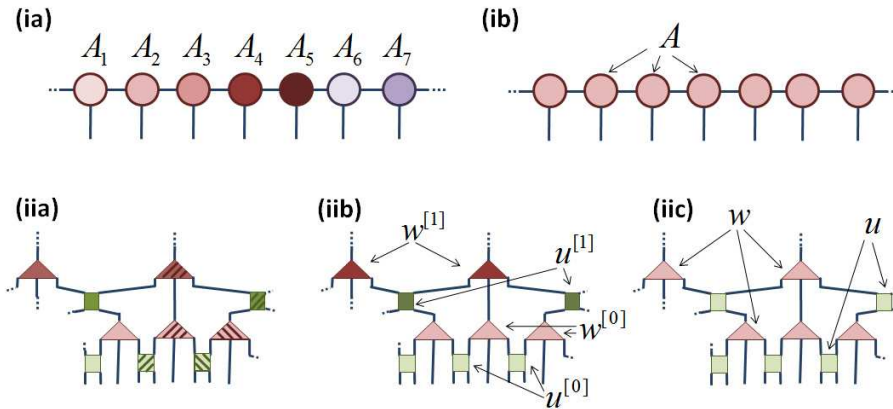 (ia) (ib)
A₁ A₂ A₃ A₄ A₅ A₆ A₇ A
(iia) (iib) (iic)
w^[1] w u
u^[1]
w^[0]
u^[0]